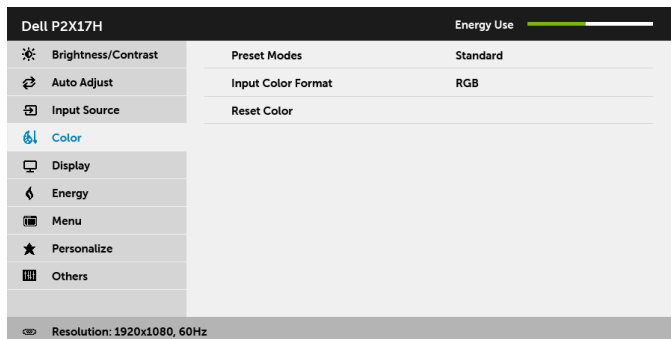 Dell P2X17H Energy Use
Brightness/Contrast Preset Modes Standard
Auto Adjust Input Color Format RGB
Input Source Reset Color
Color
Display
Energy
Menu
Personalize
Others
Resolution: 1920x1080, 60Hz